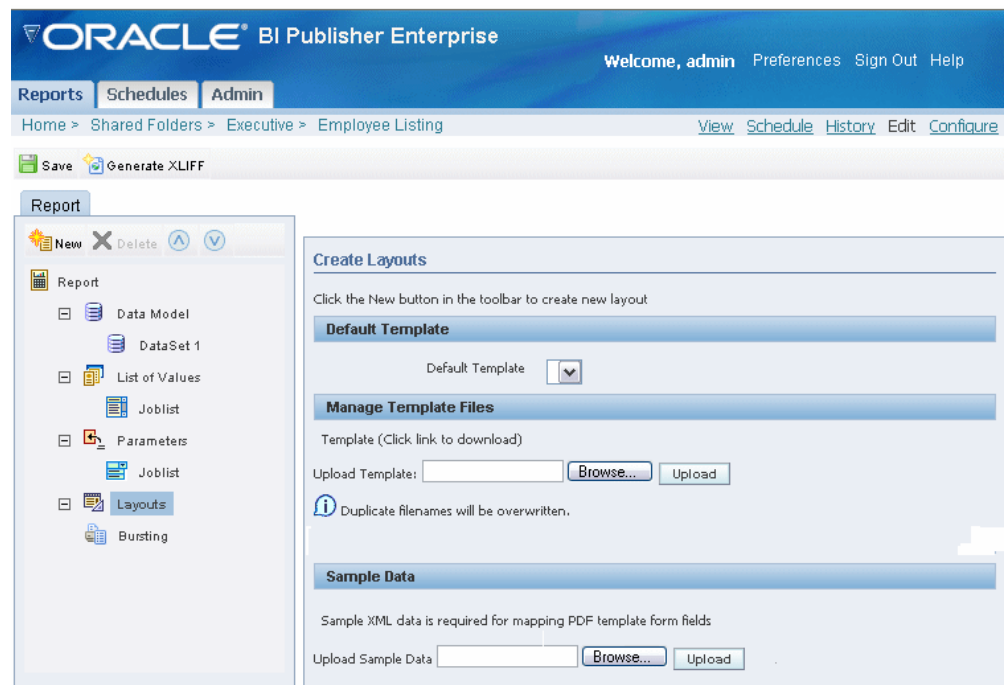 ORACLE BI Publisher Enterprise
Welcome, admin Preferences Sign Out Help
Reports Schedules Admin
Home > Shared Folders > Executive > Employee Listing View Schedule History Edit Configure
Save Generate XLIFF
Report
New Delete
Report
Data Model
DataSet 1
List of Values
Joblist
Parameters
Joblist
Layouts
Bursting
Create Layouts
Click the New button in the toolbar to create new layout
Default Template
Default Template
Manage Template Files
Template (Click link to download)
Upload Template: Browse... Upload
Duplicate filenames will be overwritten.
Sample Data
Sample XML data is required for mapping PDF template form fields
Upload Sample Data Browse... Upload